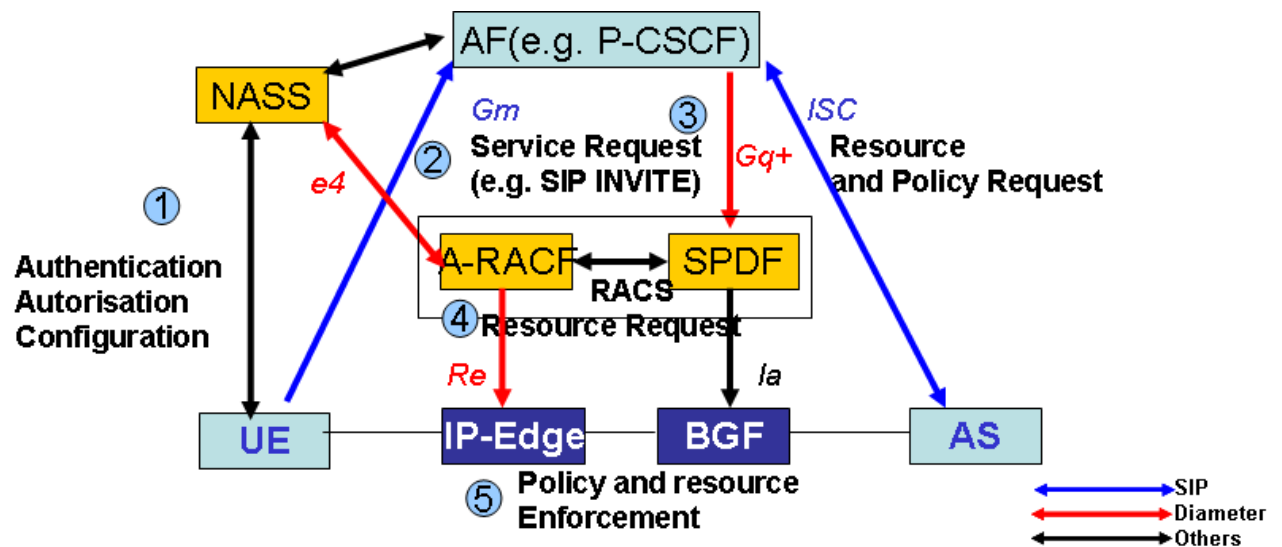 AF(e.g. P-CSCF)
NASS
Gm
3
ISC
2
Service Request
(e.g. SIP INVITE)
Gq+
Resource
and Policy Request
e4
1
Authentication
Autorisation
Configuration
A-RACF
SPDF
RACS
4
Resource Request
Re
Ia
UE
IP-Edge
BGF
AS
5
Policy and resource
Enforcement
SIP
Diameter
Others